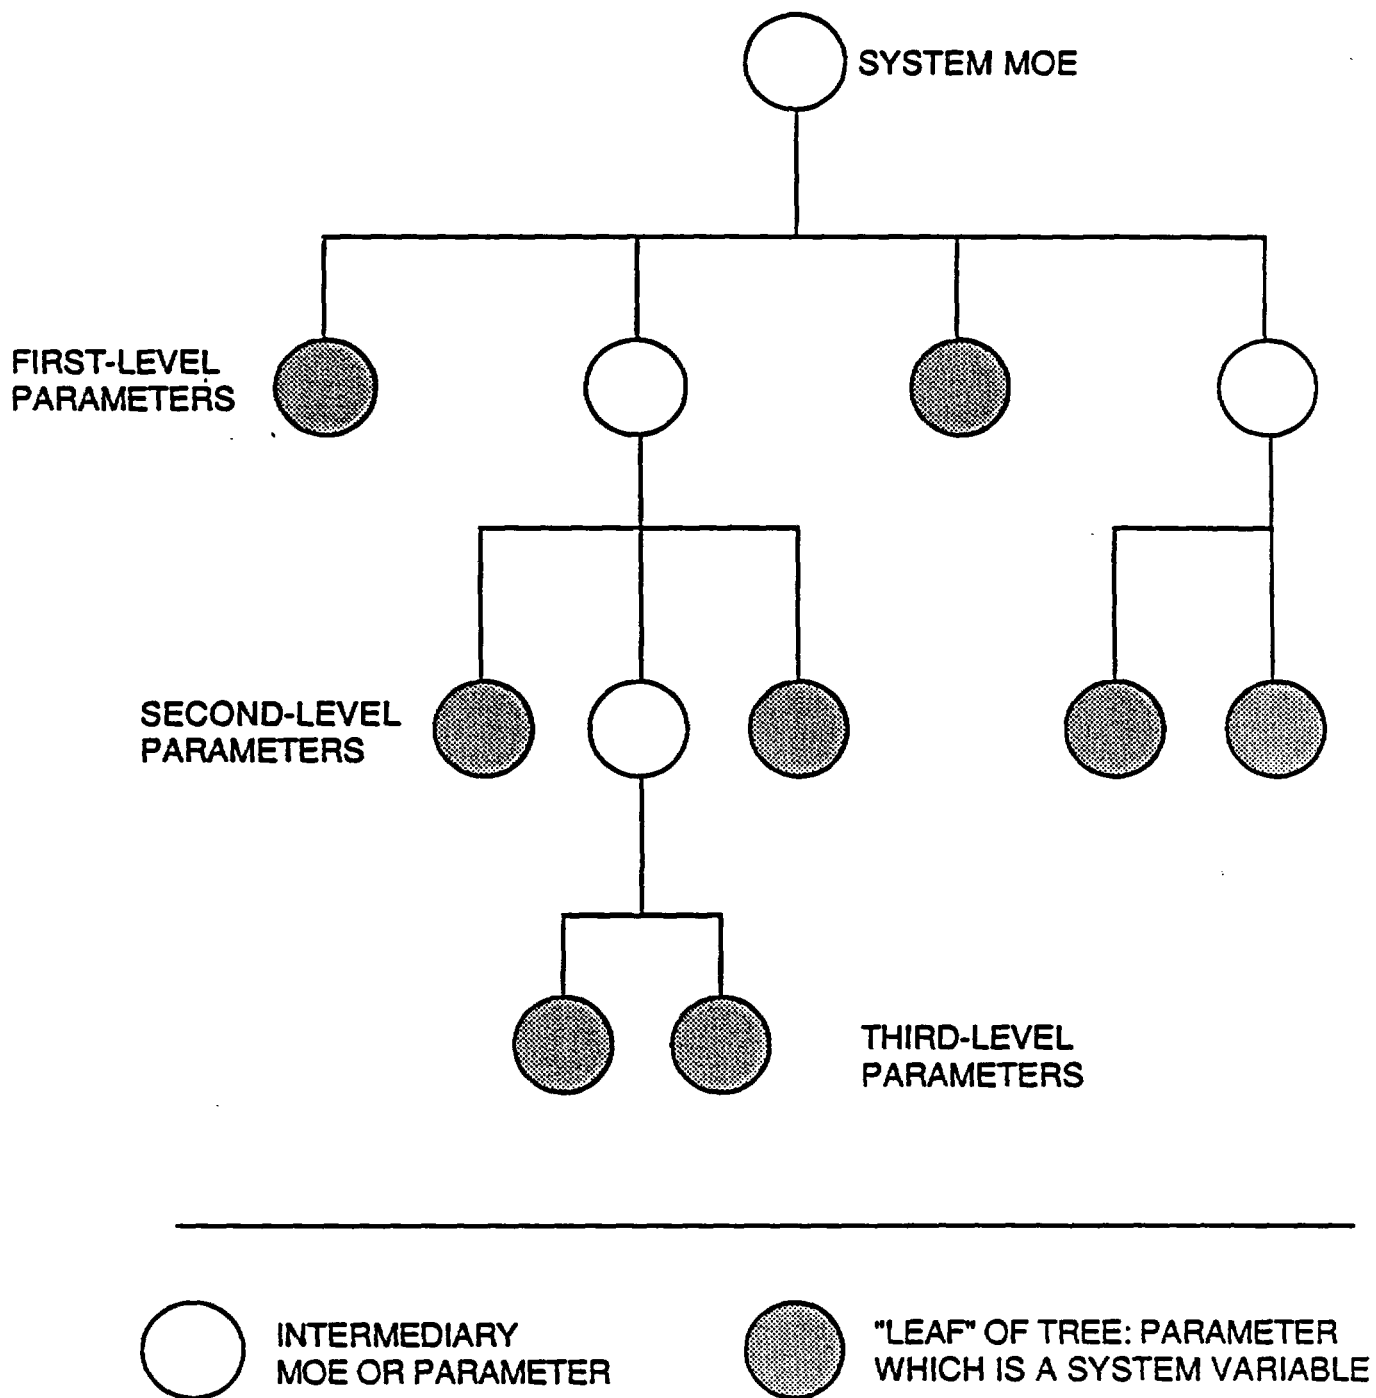 SYSTEM MOE
FIRST-LEVEL
PARAMETERS
SECOND-LEVEL
PARAMETERS
THIRD-LEVEL
PARAMETERS
INTERMEDIARY
MOE OR PARAMETER
"LEAF" OF TREE: PARAMETER
WHICH IS A SYSTEM VARIABLE